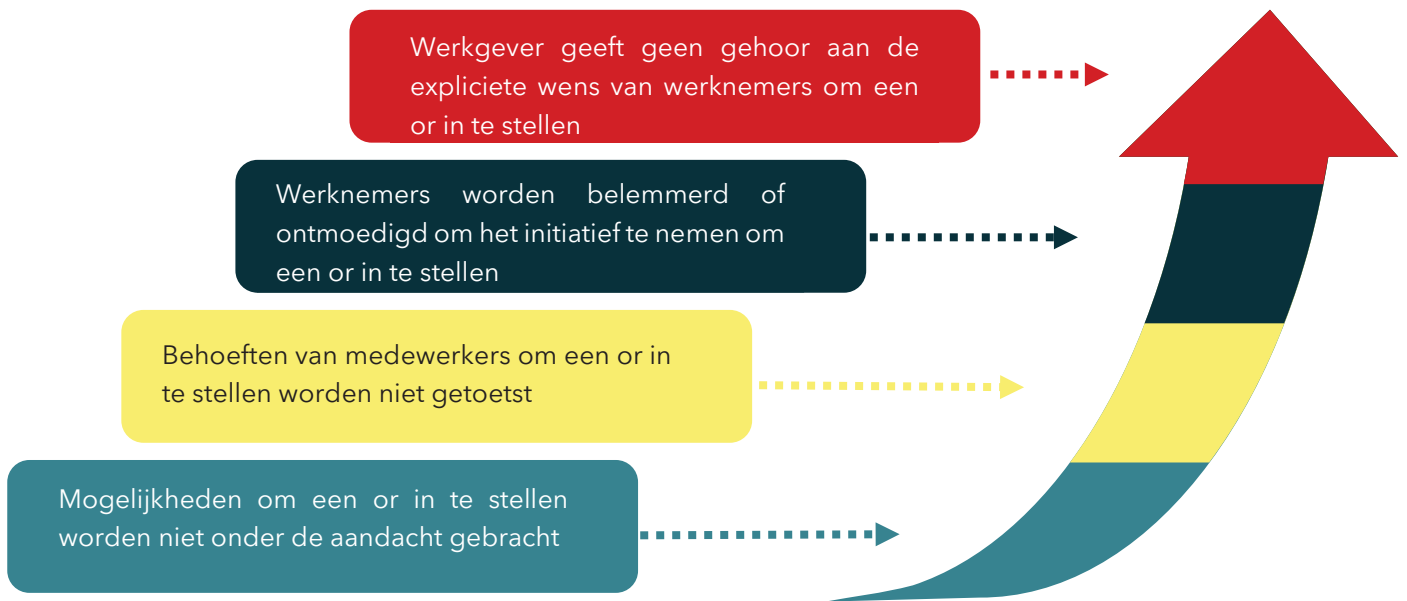 Werkgever geeft geen gehoor aan de
expliciete wens van werknemers om een
or in te stellen
Werknemers worden belemmerd of
ontmoedigd om het initiatief te nemen om
een or in te stellen
Behoeften van medewerkers om een or in
te stellen worden niet getoetst
Mogelijkheden om een or in te stellen
worden niet onder de aandacht gebracht